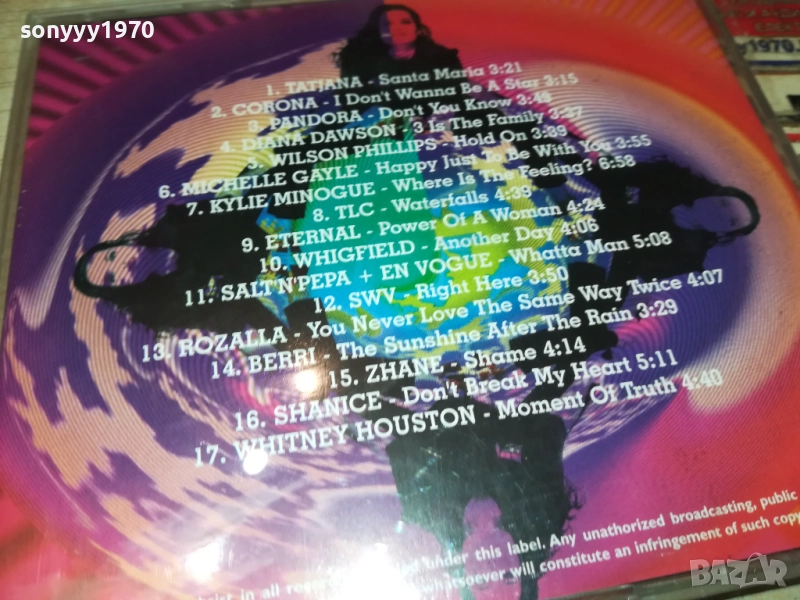 sonyyy1970
y1970.
1. TATJANA - Santa Maria 3:21
2. CORONA - I Don't Wanna Be A Star 3:15
3. PANDORA - Don't You Know 3:49
4. DIANA DAWSON - 3 Is The Family 3:37
5. WILSON PHILLIPS - Hold On 3:39
6. MICHELLE GAYLE - Happy Just To Be With You 3:55
7. KYLIE MINOGUE - Where Is The Feeling? 6:58
8. TLC - Waterfalls 4:39
9. ETERNAL - Power Of A Woman 4:24
10. WHIGFIELD - Another Day 4:06
11. SALT'N'PEPA + EN VOGUE - Whatta Man 5:08
12. SWV - Right Here 3:50
13. ROZALLA - You Never Love The Same Way Twice 4:07
14. BERRI - The Sunshine After The Rain 3:29
15. ZHANE - Shame 4:14
16. SHANICE - Don't Break My Heart 5:11
17. WHITNEY HOUSTON - Moment Of Truth 4:40
under this label. Any unathorized broadcasting, public
in all whatsoever will constitute an infringement of such copy
BAZAR